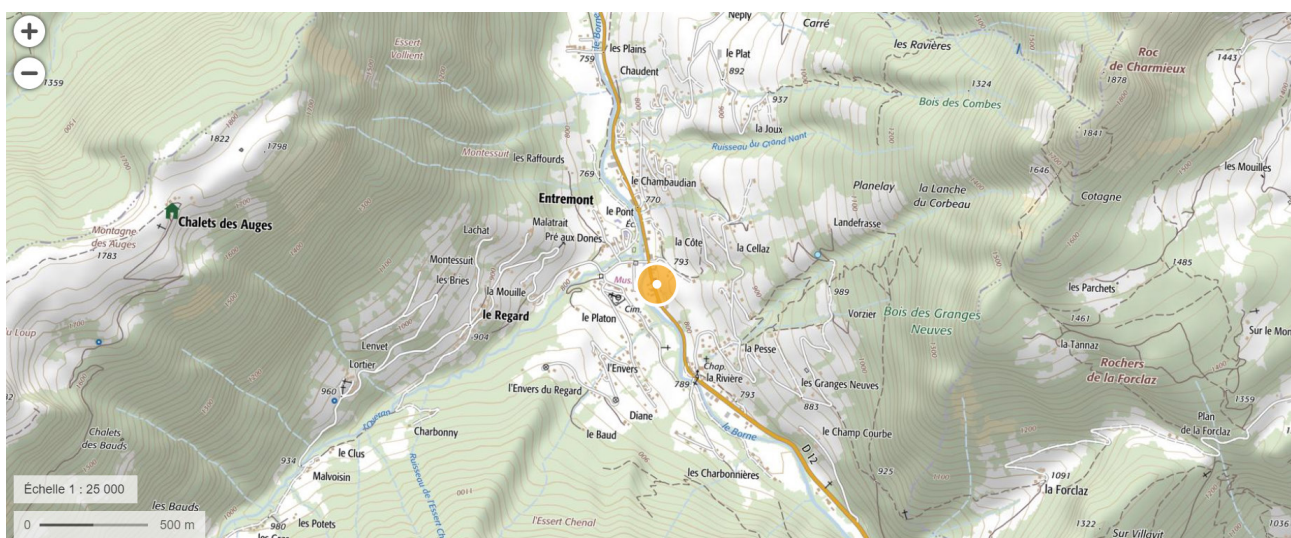 +
−
1359
1822
1798
Chalets des Auges
Montagne
des Auges
1783
Chalets
des Bauds
les Bauds
Échelle 1 : 25 000
0
500 m
Essert
Vollient
Montessuit
les Raffourds
Entremont
769
Malatrait
Pré aux Dones
Lachat
Montessuit
les Bries
la Mouille
le Regard
904
Lenvet
Lortier
960
934
le Clus
Malvoisin
Charbonny
980
les Potets
l'Overan
l'Essert Chenal
le Borne
les Plains
759
Chaudent
Neply
le Plat
892
937
la Joux
Carré
les Ravières
1324
Bois des Combes
Ruisseau du Grand Nant
le Chambaudian
770
le Pont
Éc.
la Côte
793
la Cellaz
Mus.
Cim.
le Platon
l'Envers
l'Envers du Regard
Diane
le Baud
les Charbonnières
789
Chap.
la Rivière
793
la Pesse
les Granges Neuves
883
le Champ Courbe
925
le Borne
D 12
Planelay
Landefrasse
la Lanche
du Corbeau
989
Vorzier
Bois des Granges
Neuves
Roc
de Charmieux
1878
1841
1646
Cotagne
1443
les Mouilles
1485
les Parchets
1461
la Tannaz
Rochers
de la Forclaz
Sur le Mon
1359
Plan
de la Forclaz
1091
la Forclaz
1322
Sur Villavit
1036